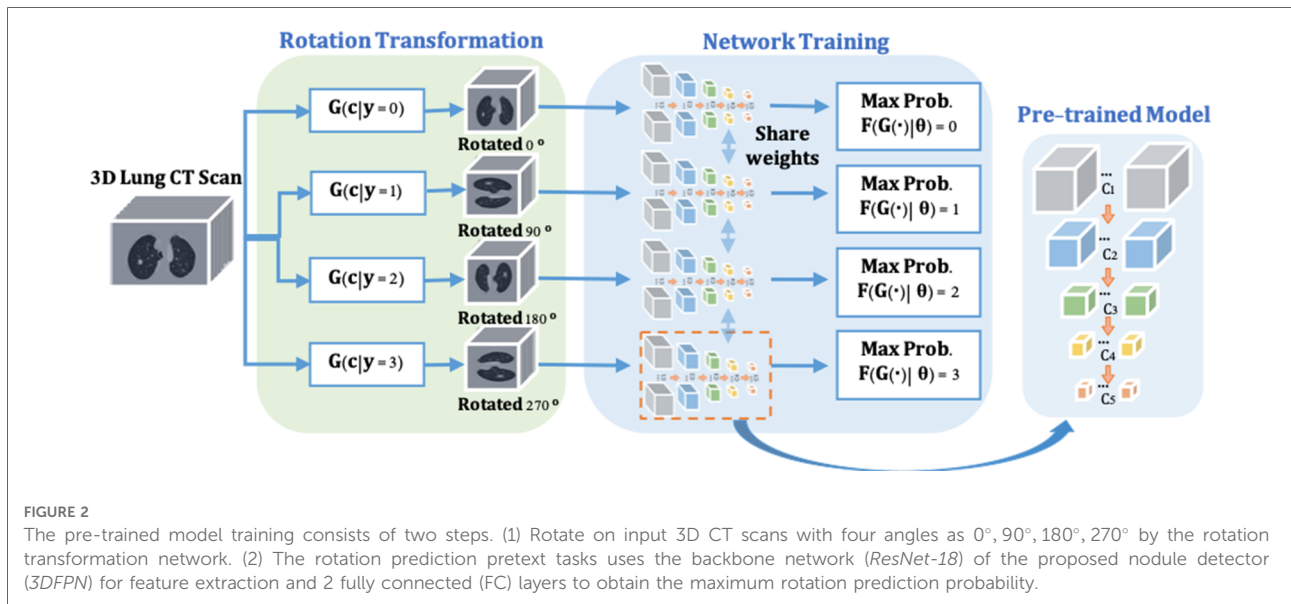 Rotation Transformation
Network Training
Pre-trained Model
3D Lung CT Scan
G(c|y=0)
Rotated 0 °
Max Prob.
F(G(·)|θ) = 0
Share
weights
G(c|y=1)
Rotated 90 °
Max Prob.
F(G(·)| θ) = 1
G(c|y=2)
Rotated 180 °
Max Prob.
F(G(·)| θ) = 2
G(c|y=3)
Rotated 270 °
Max Prob.
F(G(·)| θ) = 3
...
C1
...
C2
...
C3
...
C4
...
C5
FIGURE 2
The pre-trained model training consists of two steps. (1) Rotate on input 3D CT scans with four angles as 0°, 90°, 180°, 270° by the rotation
transformation network. (2) The rotation prediction pretext tasks uses the backbone network (ResNet-18) of the proposed nodule detector
(3DFPN) for feature extraction and 2 fully connected (FC) layers to obtain the maximum rotation prediction probability.